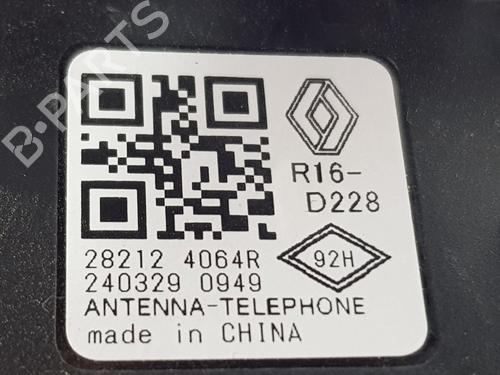 R16-
D228
28212 4064R
240329 0949
92H
ANTENNA-TELEPHONE
made in CHINA
B-PARTS